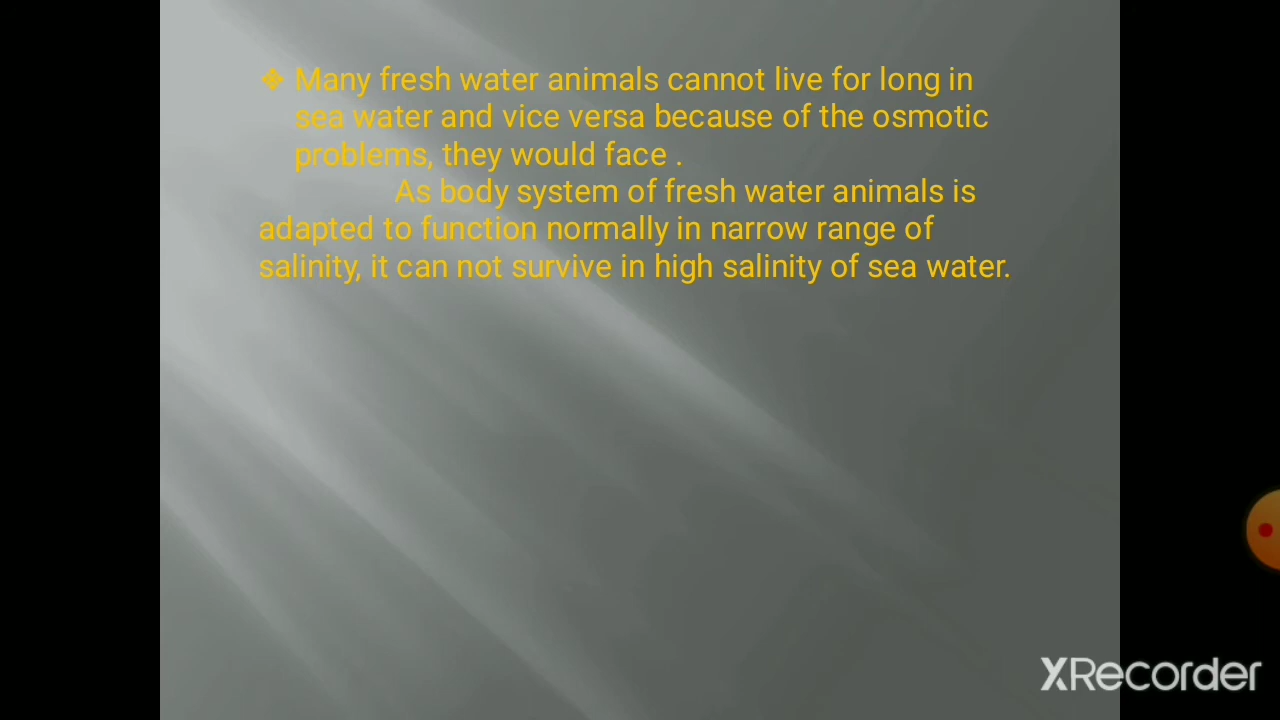 ❖ Many fresh water animals cannot live for long in
sea water and vice versa because of the osmotic
problems, they would face .
As body system of fresh water animals is
adapted to function normally in narrow range of
salinity, it can not survive in high salinity of sea water.
XRecorder